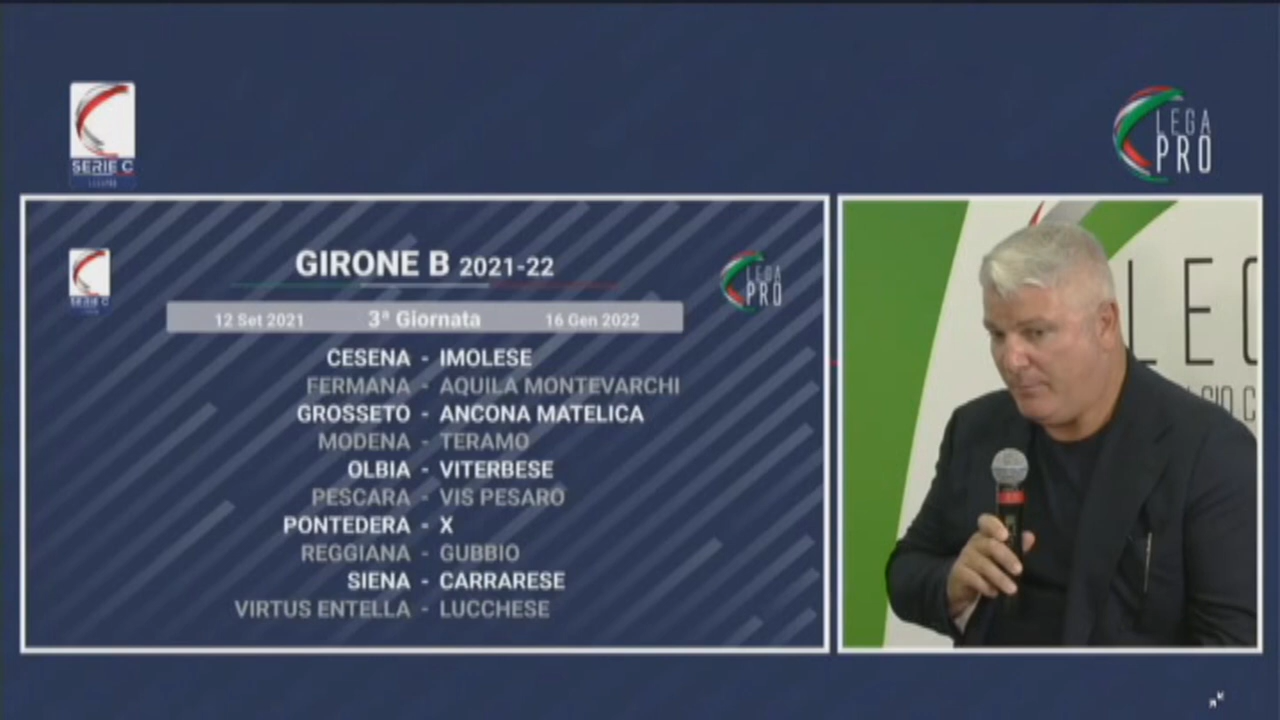 SERIE C
LEGA
PRO
SERIE C
GIRONE B 2021-22
LEGA
PRO
12 Set 2021 3ª Giornata 16 Gen 2022
CESENA - IMOLESE
FERMANA - AQUILA MONTEVARCHI
GROSSETO - ANCONA MATELICA
MODENA - TERAMO
OLBIA - VITERBESE
PESCARA - VIS PESARO
PONTEDERA - X
REGGIANA - GUBBIO
SIENA - CARRARESE
VIRTUS ENTELLA - LUCCHESE
LEG